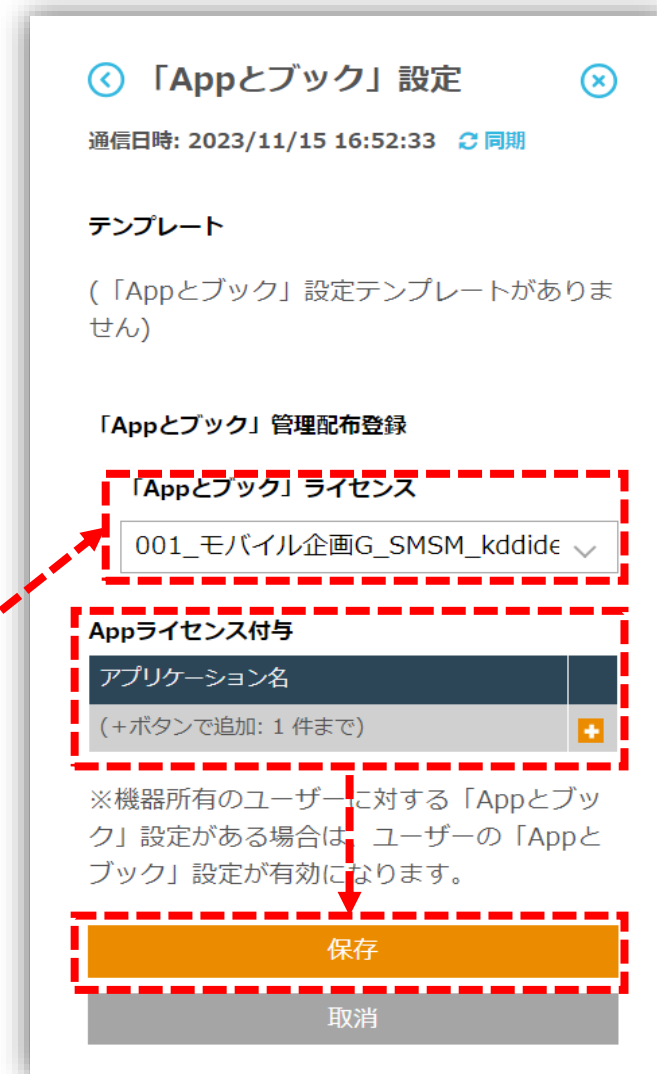 「Appとブック」設定
通信日時: 2023/11/15 16:52:33 同期
テンプレート
(「Appとブック」設定テンプレートがありま
せん)
「Appとブック」管理配布登録
「Appとブック」ライセンス
001_モバイル企画G_SMSM_kddide
Appライセンス付与
アプリケーション名
(+ボタンで追加: 1 件まで)
※機器所有のユーザーに対する「Appとブッ
ク」設定がある場合は、ユーザーの「Appと
ブック」設定が有効になります。
保存
取消